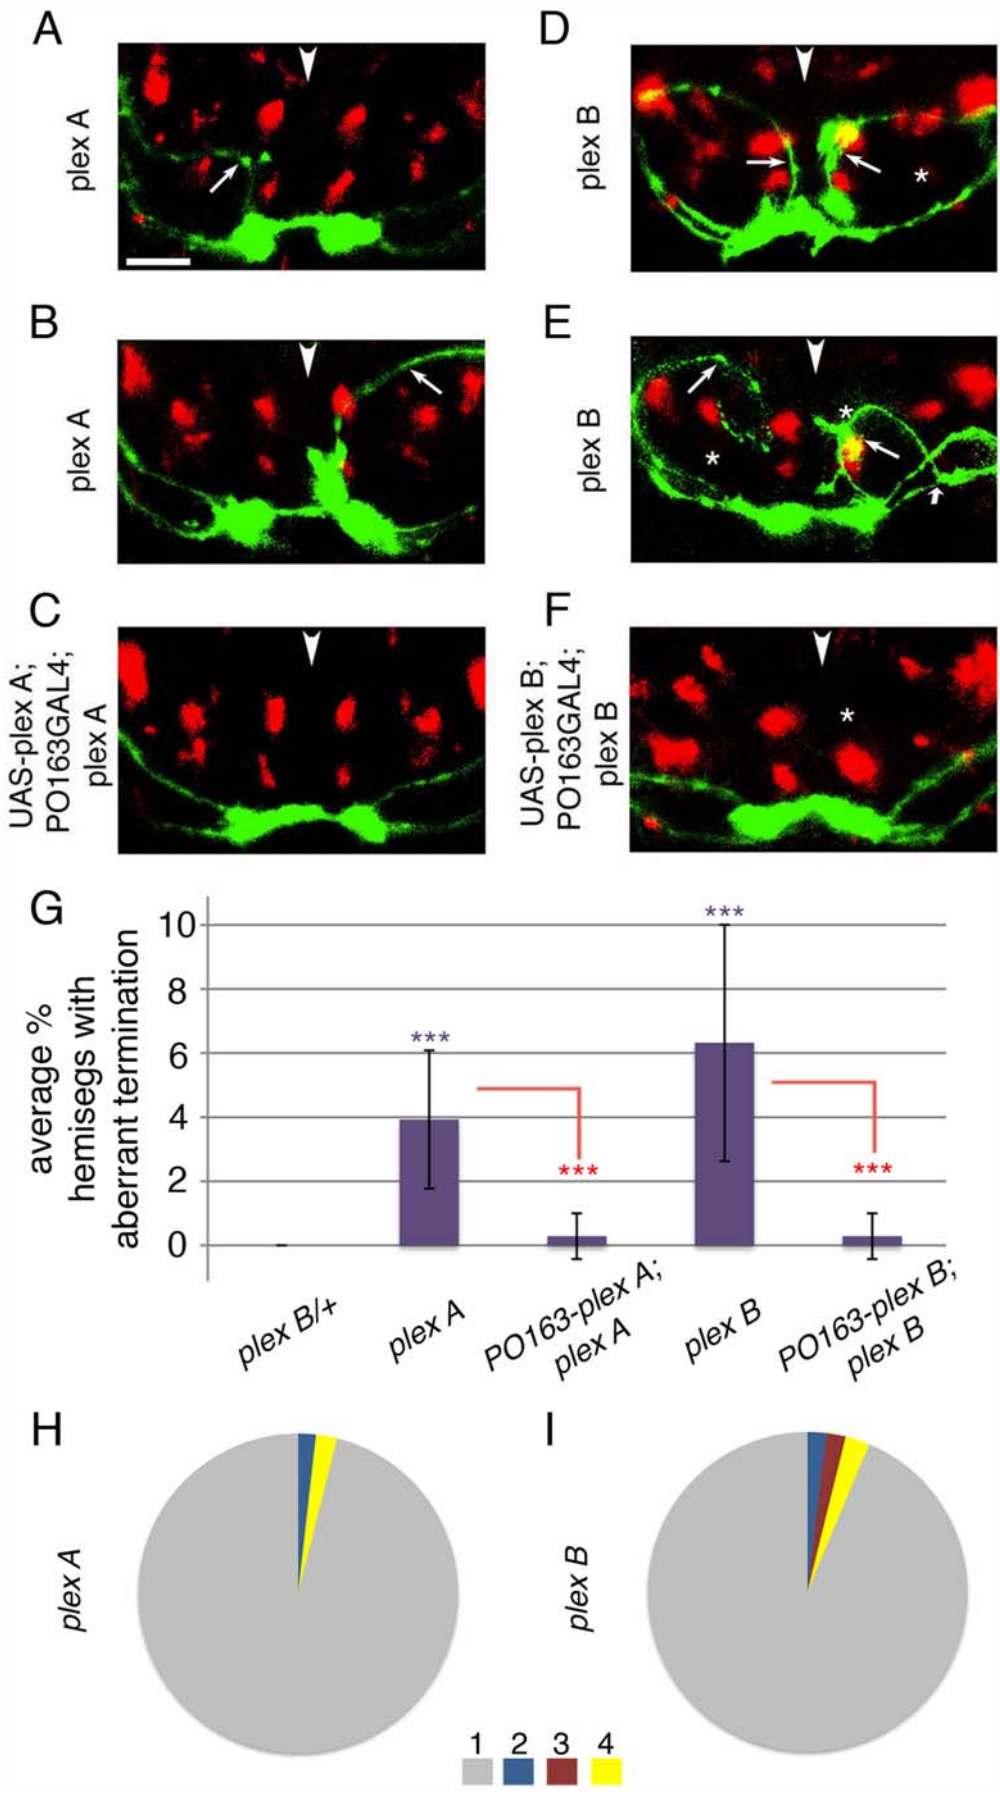 A
plex A
D
plex B
*
B
plex A
E
plex B
*
*
C
UAS-plex A;
PO163GAL4;
plex A
F
UAS-plex B;
PO163GAL4;
plex B
*
G
average %
hemisegs with
aberrant termination
10
8
6
4
2
0
***
***
***
***
plex B/+
plex A
PO163-plex A;
plex A
plex B
PO163-plex B;
plex B
H
plex A
I
plex B
1 2 3 4